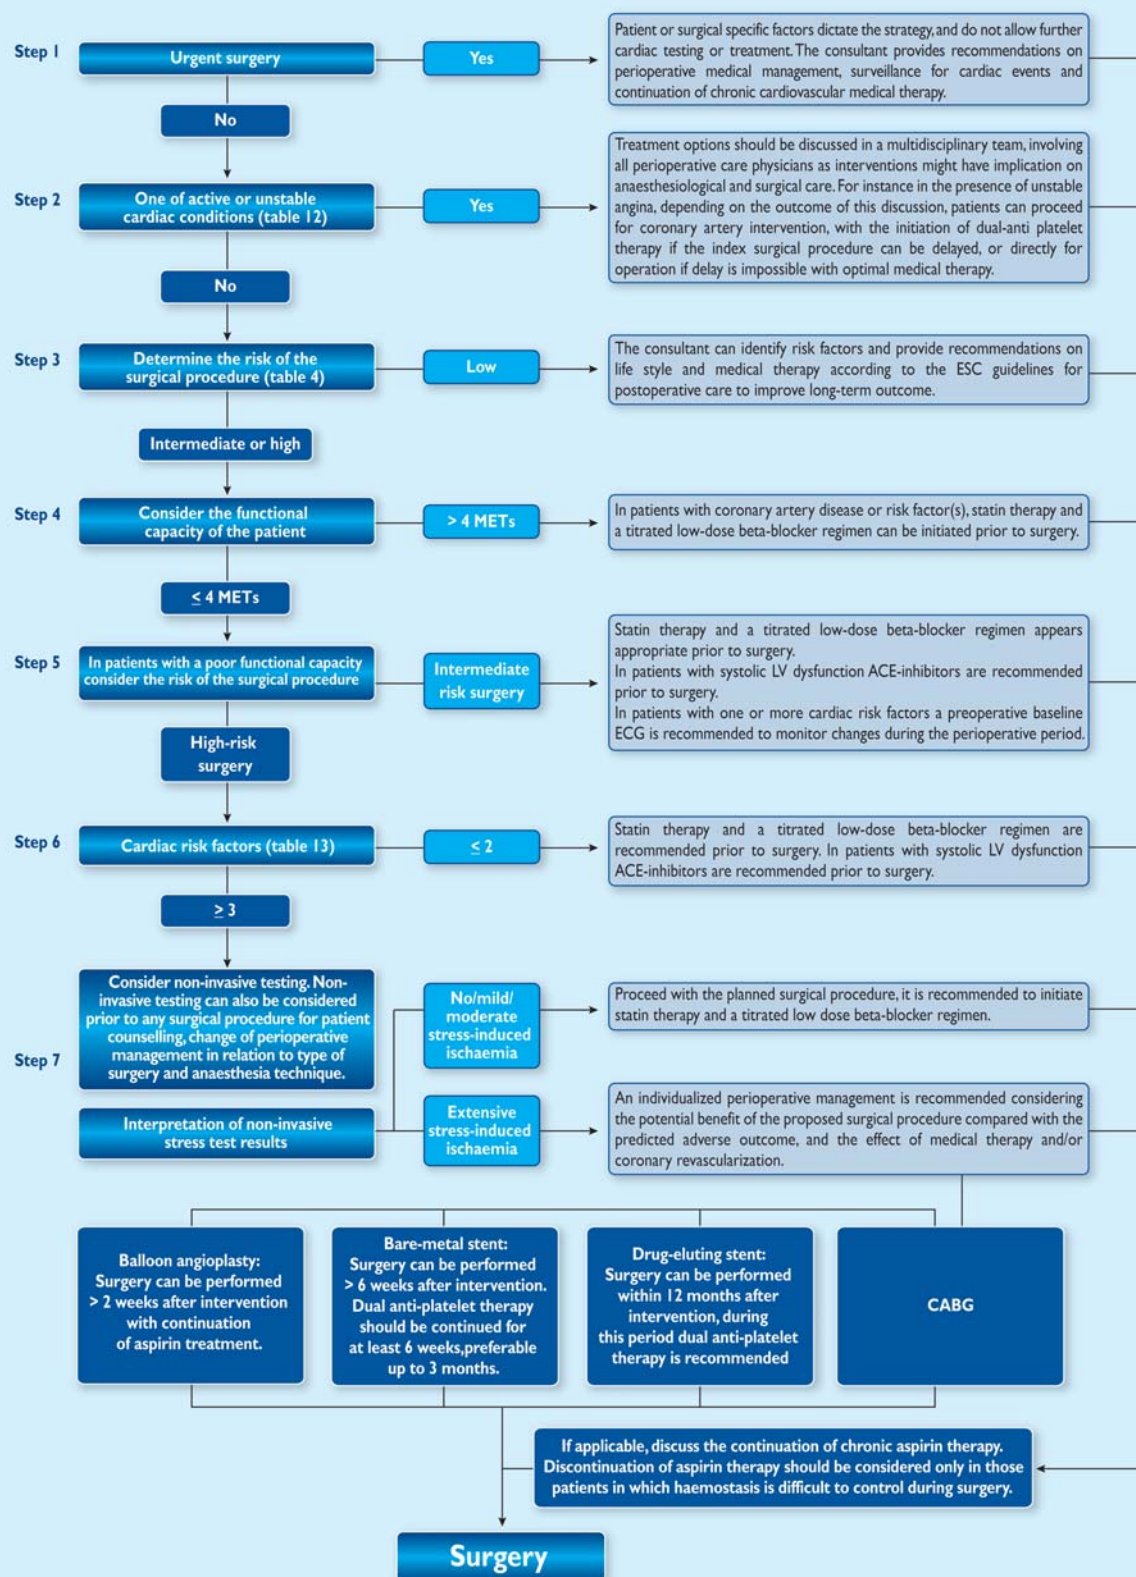 Step 1
Urgent surgery
Yes
Patient or surgical specific factors dictate the strategy, and do not allow further
cardiac testing or treatment. The consultant provides recommendations on
perioperative medical management, surveillance for cardiac events and
continuation of chronic cardiovascular medical therapy.
No
Step 2
One of active or unstable
cardiac conditions (table 12)
Yes
Treatment options should be discussed in a multidisciplinary team, involving
all perioperative care physicians as interventions might have implication on
anaesthesiological and surgical care. For instance in the presence of unstable
angina, depending on the outcome of this discussion, patients can proceed
for coronary artery intervention, with the initiation of dual-anti platelet
therapy if the index surgical procedure can be delayed, or directly for
operation if delay is impossible with optimal medical therapy.
No
Step 3
Determine the risk of the
surgical procedure (table 4)
Low
The consultant can identify risk factors and provide recommendations on
life style and medical therapy according to the ESC guidelines for
postoperative care to improve long-term outcome.
Intermediate or high
Step 4
Consider the functional
capacity of the patient
> 4 METs
In patients with coronary artery disease or risk factor(s), statin therapy and
a titrated low-dose beta-blocker regimen can be initiated prior to surgery.
≤ 4 METs
Step 5
In patients with a poor functional capacity
consider the risk of the surgical procedure
Intermediate
risk surgery
Statin therapy and a titrated low-dose beta-blocker regimen appears
appropriate prior to surgery.
In patients with systolic LV dysfunction ACE-inhibitors are recommended
prior to surgery.
In patients with one or more cardiac risk factors a preoperative baseline
ECG is recommended to monitor changes during the perioperative period.
High-risk
surgery
Step 6
Cardiac risk factors (table 13)
≤ 2
Statin therapy and a titrated low-dose beta-blocker regimen are
recommended prior to surgery. In patients with systolic LV dysfunction
ACE-inhibitors are recommended prior to surgery.
≥ 3
Step 7
Consider non-invasive testing. Non-
invasive testing can also be considered
prior to any surgical procedure for patient
counselling, change of perioperative
management in relation to type of
surgery and anaesthesia technique.
No/mild/
moderate
stress-induced
ischaemia
Proceed with the planned surgical procedure, it is recommended to initiate
statin therapy and a titrated low dose beta-blocker regimen.
Interpretation of non-invasive
stress test results
Extensive
stress-induced
ischaemia
An individualized perioperative management is recommended considering
the potential benefit of the proposed surgical procedure compared with the
predicted adverse outcome, and the effect of medical therapy and/or
coronary revascularization.
Balloon angioplasty:
Surgery can be performed
> 2 weeks after intervention
with continuation
of aspirin treatment.
Bare-metal stent:
Surgery can be performed
> 6 weeks after intervention.
Dual anti-platelet therapy
should be continued for
at least 6 weeks,preferable
up to 3 months.
Drug-eluting stent:
Surgery can be performed
within 12 months after
intervention, during
this period dual anti-platelet
therapy is recommended
CABG
If applicable, discuss the continuation of chronic aspirin therapy.
Discontinuation of aspirin therapy should be considered only in those
patients in which haemostasis is difficult to control during surgery.
Surgery